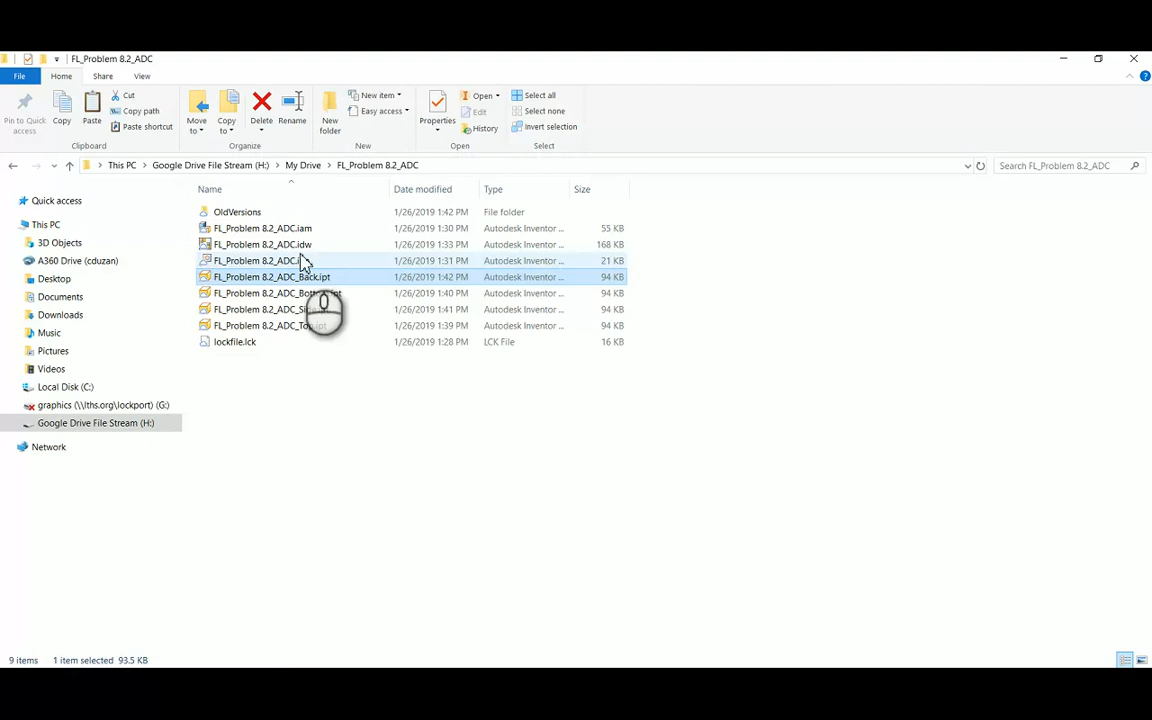 FL_Problem 8.2_ADC
File Home Share View
Pin to Quick access
Copy
Paste
Cut
Copy path
Paste shortcut
Clipboard
Move to
Copy to
Delete
Rename
Organize
New folder
New item
Easy access
New
Properties
Open
Edit
History
Open
Select all
Select none
Invert selection
Select
This PC Google Drive File Stream (H:) My Drive FL_Problem 8.2_ADC
Search FL_Problem 8.2_ADC
Name Date modified Type Size
Quick access
This PC
3D Objects
A360 Drive (cduzan)
Desktop
Documents
Downloads
Music
Pictures
Videos
Local Disk (C:)
graphics (\\lths.org\lockport) (G:)
Google Drive File Stream (H:)
Network
OldVersions 1/26/2019 1:42 PM File folder
FL_Problem 8.2_ADC.iam 1/26/2019 1:30 PM Autodesk Inventor ... 55 KB
FL_Problem 8.2_ADC.idw 1/26/2019 1:33 PM Autodesk Inventor ... 168 KB
1/26/2019 1:31 PM Autodesk Inventor ... 21 KB
FL_Problem 8.2_ADC_Back.ipt 1/26/2019 1:42 PM Autodesk Inventor ... 94 KB
FL_Problem 8.2_ADC_Bottom.ipt 1/26/2019 1:40 PM Autodesk Inventor ... 94 KB
FL_Problem 1/26/2019 1:41 PM Autodesk Inventor ... 94 KB
FL_Problem 8.2_ADC_Top.ipt 1/26/2019 1:39 PM Autodesk Inventor ... 94 KB
lockfile.lck 1/26/2019 1:28 PM LCK File 16 KB
9 items 1 item selected 93.5 KB